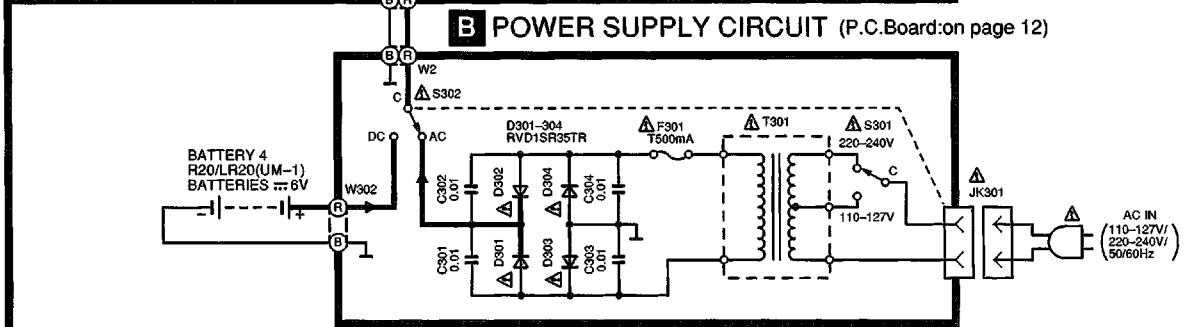 B R
B POWER SUPPLY CIRCUIT (P.C.Board:on page 12)
B R
W2
C S302
DC AC
D301–304
RVD1SR35TR
F301
T500mA
T301
S301
220–240V
C
110–127V
JK301
AC IN
110–127V/
220–240V/
50/60Hz
BATTERY 4
R20/LR20(UM–1)
BATTERIES 6V
W302
R
B
– +
C302
0.01
D302
D304
C304
0.01
C301
0.01
D301
D303
C303
0.01